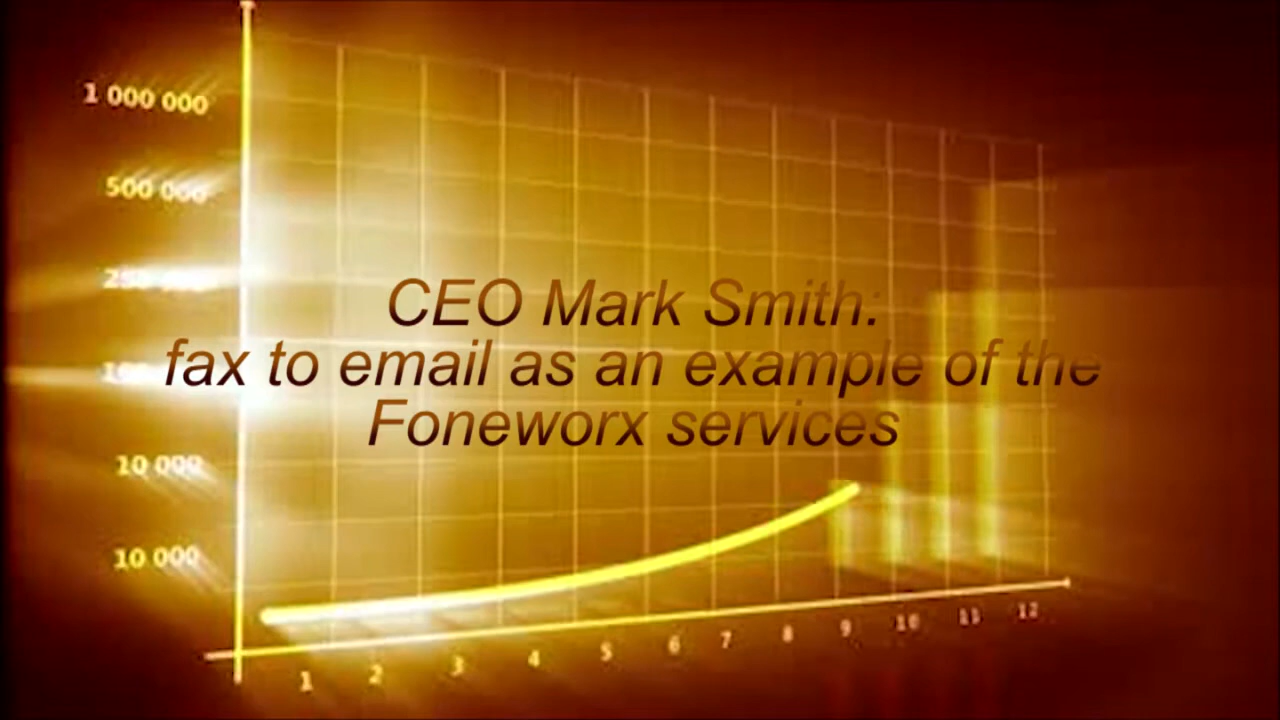 1 000 000
500 000
CEO Mark Smith:
fax to email as an example of the
Foneworx services
10 000
10 000
1 2 3 4 5 6 7 8 9 10 11 12